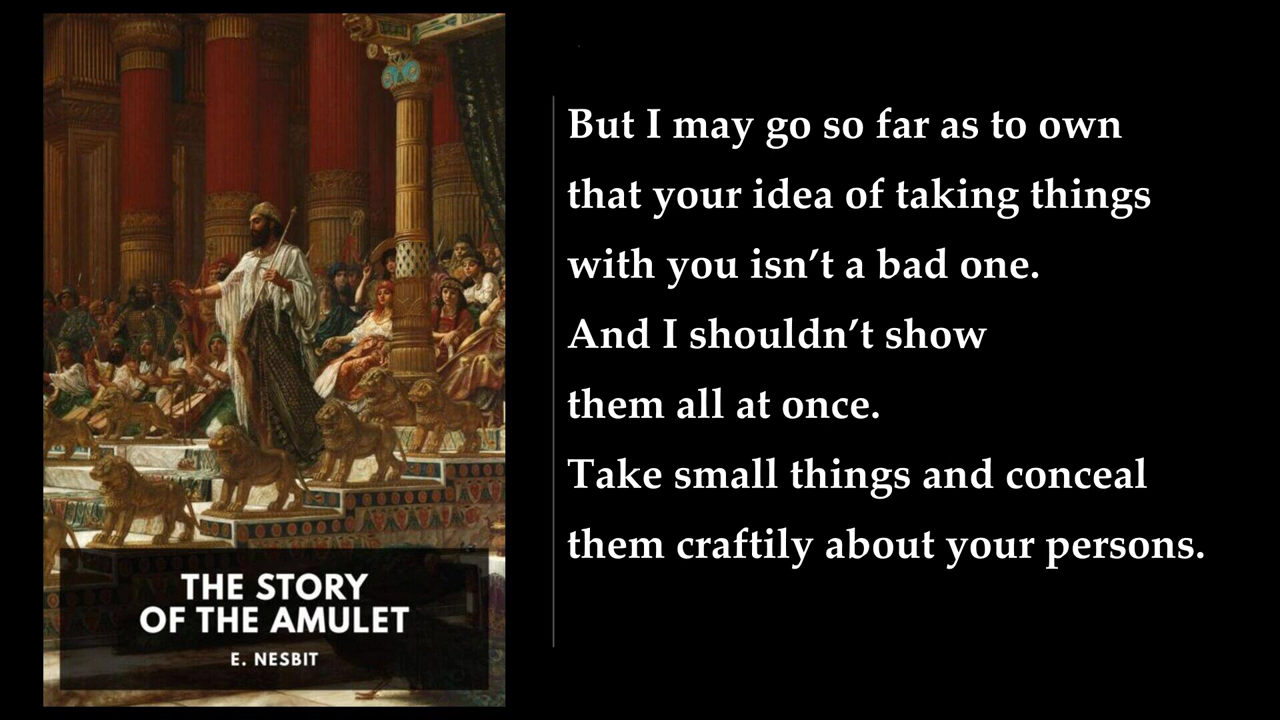 But I may go so far as to own
that your idea of taking things
with you isn’t a bad one.
And I shouldn’t show
them all at once.
Take small things and conceal
them craftily about your persons.
THE STORY
OF THE AMULET
E. NESBIT